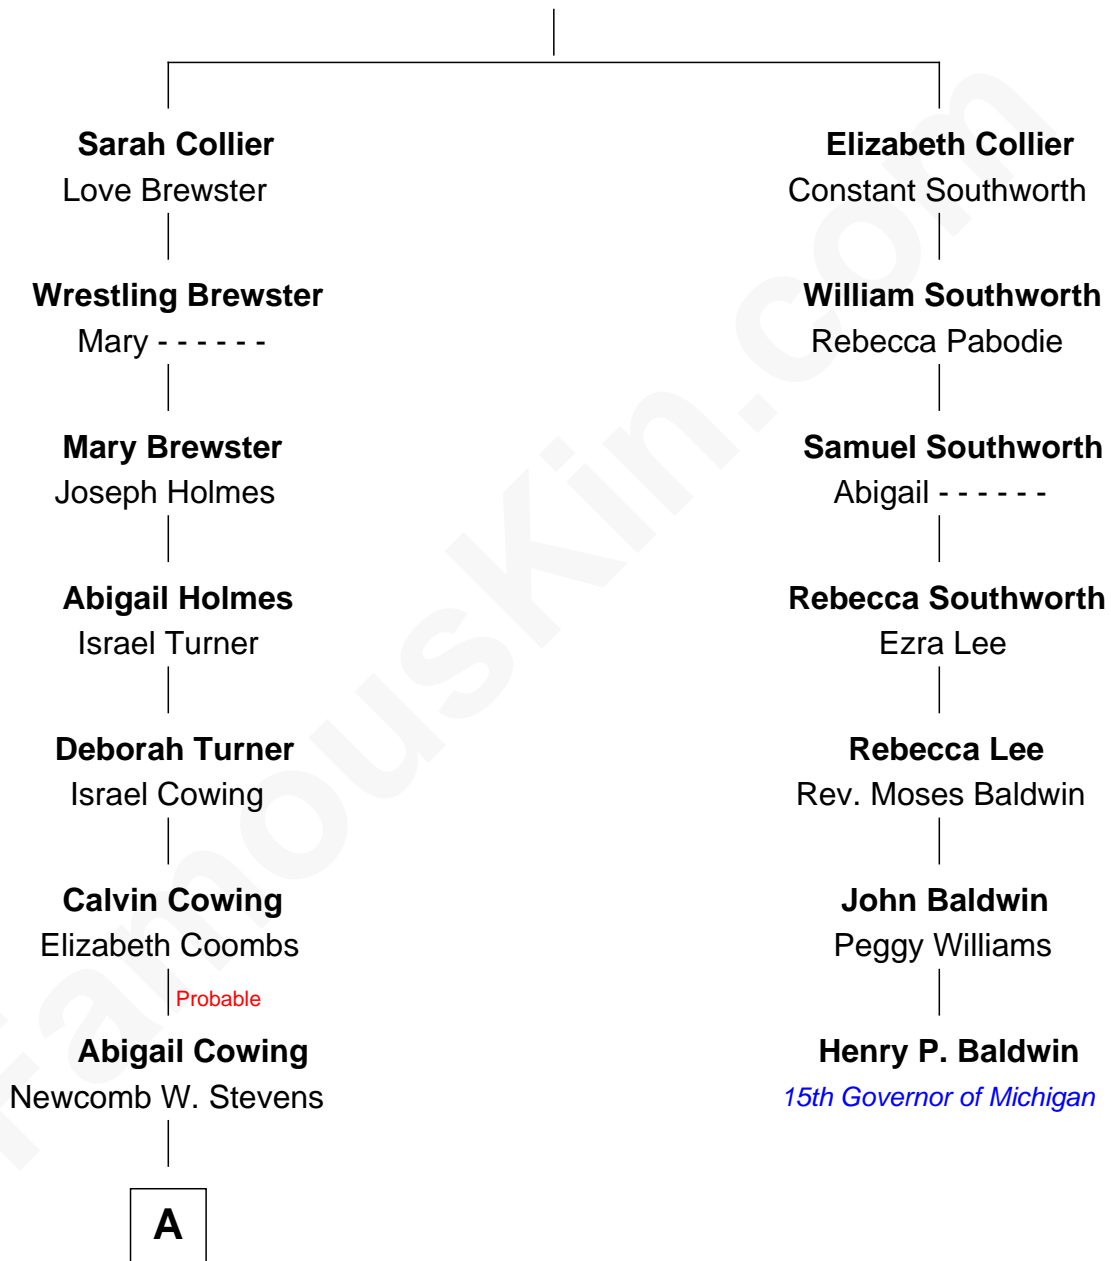 Sarah Collier
Love Brewster
Elizabeth Collier
Constant Southworth
Wrestling Brewster
Mary - - - - - -
William Southworth
Rebecca Pabodie
Mary Brewster
Joseph Holmes
Samuel Southworth
Abigail - - - - - -
Abigail Holmes
Israel Turner
Rebecca Southworth
Ezra Lee
Deborah Turner
Israel Cowing
Rebecca Lee
Rev. Moses Baldwin
Calvin Cowing
Elizabeth Coombs
John Baldwin
Peggy Williams
Probable
Abigail Cowing
Newcomb W. Stevens
Henry P. Baldwin
15th Governor of Michigan
A
FamousKin.com